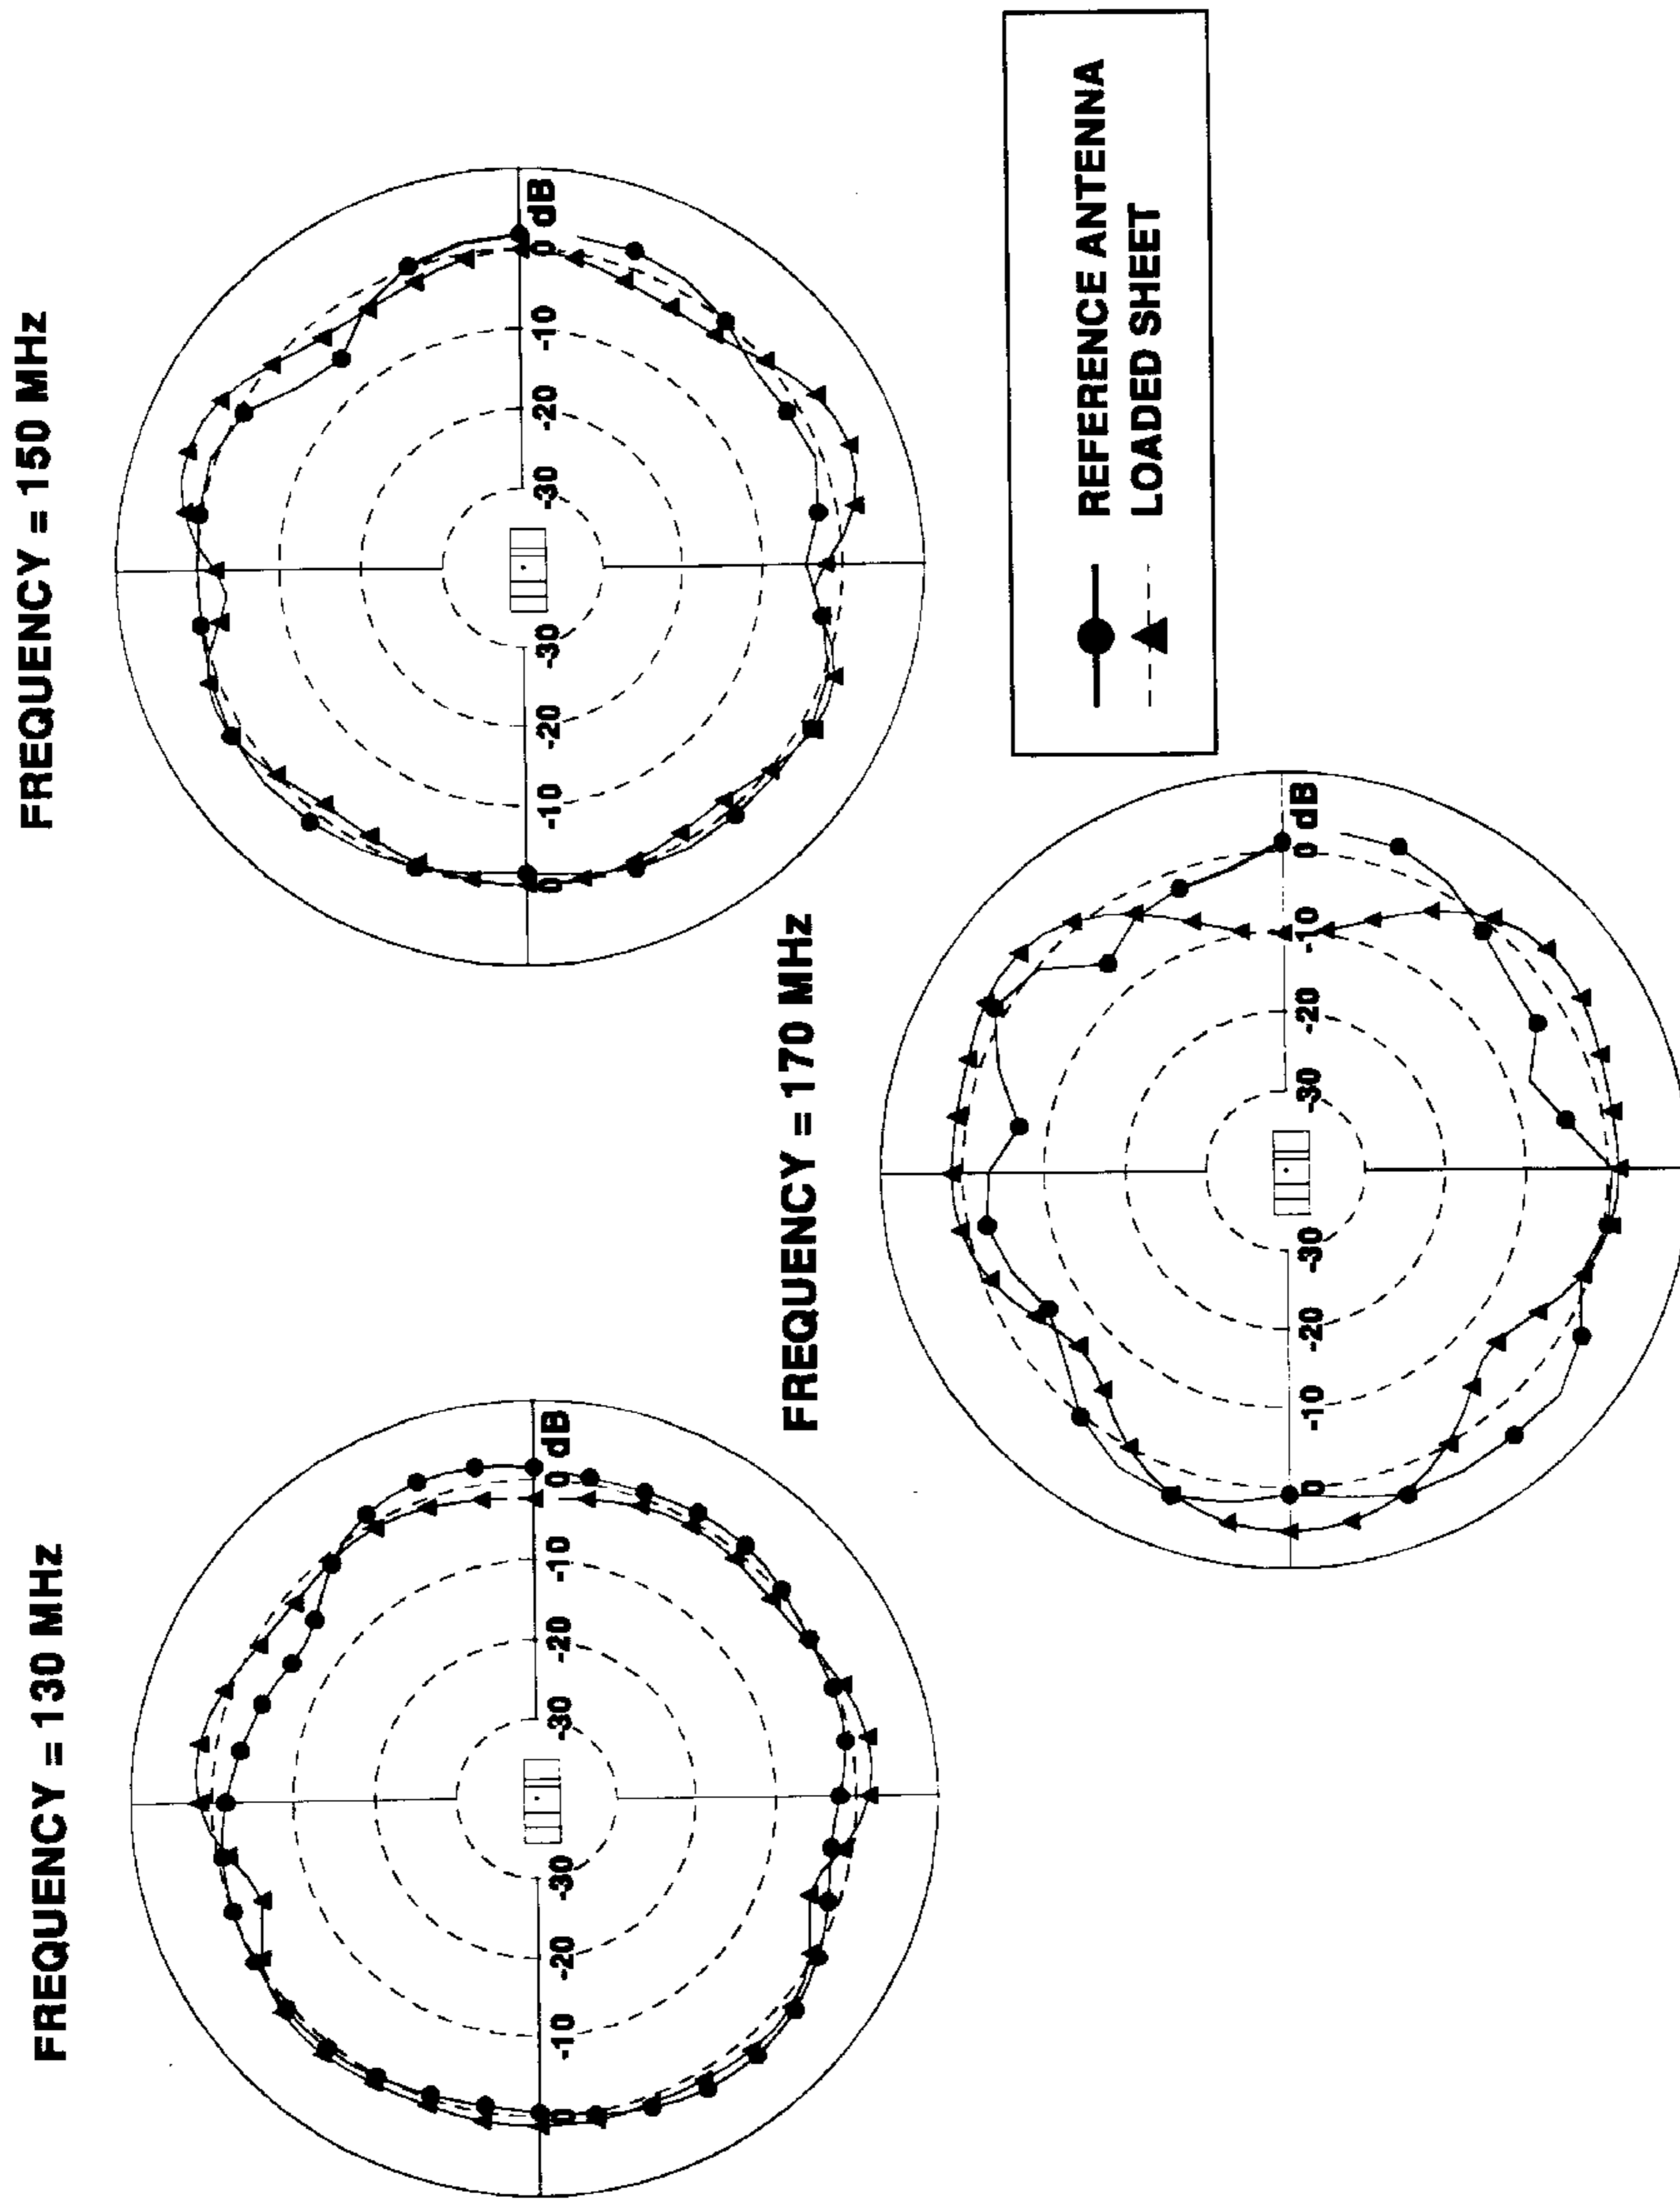 FREQUENCY = 130 MHz
0
-10
-20
-30
-30
-20
-10
0 dB
FREQUENCY = 150 MHz
0
-10
-20
-30
-30
-20
-10
0 dB
FREQUENCY = 170 MHz
0
-10
-20
-30
-30
-20
-10
0 dB
REFERENCE ANTENNA
LOADED SHEET